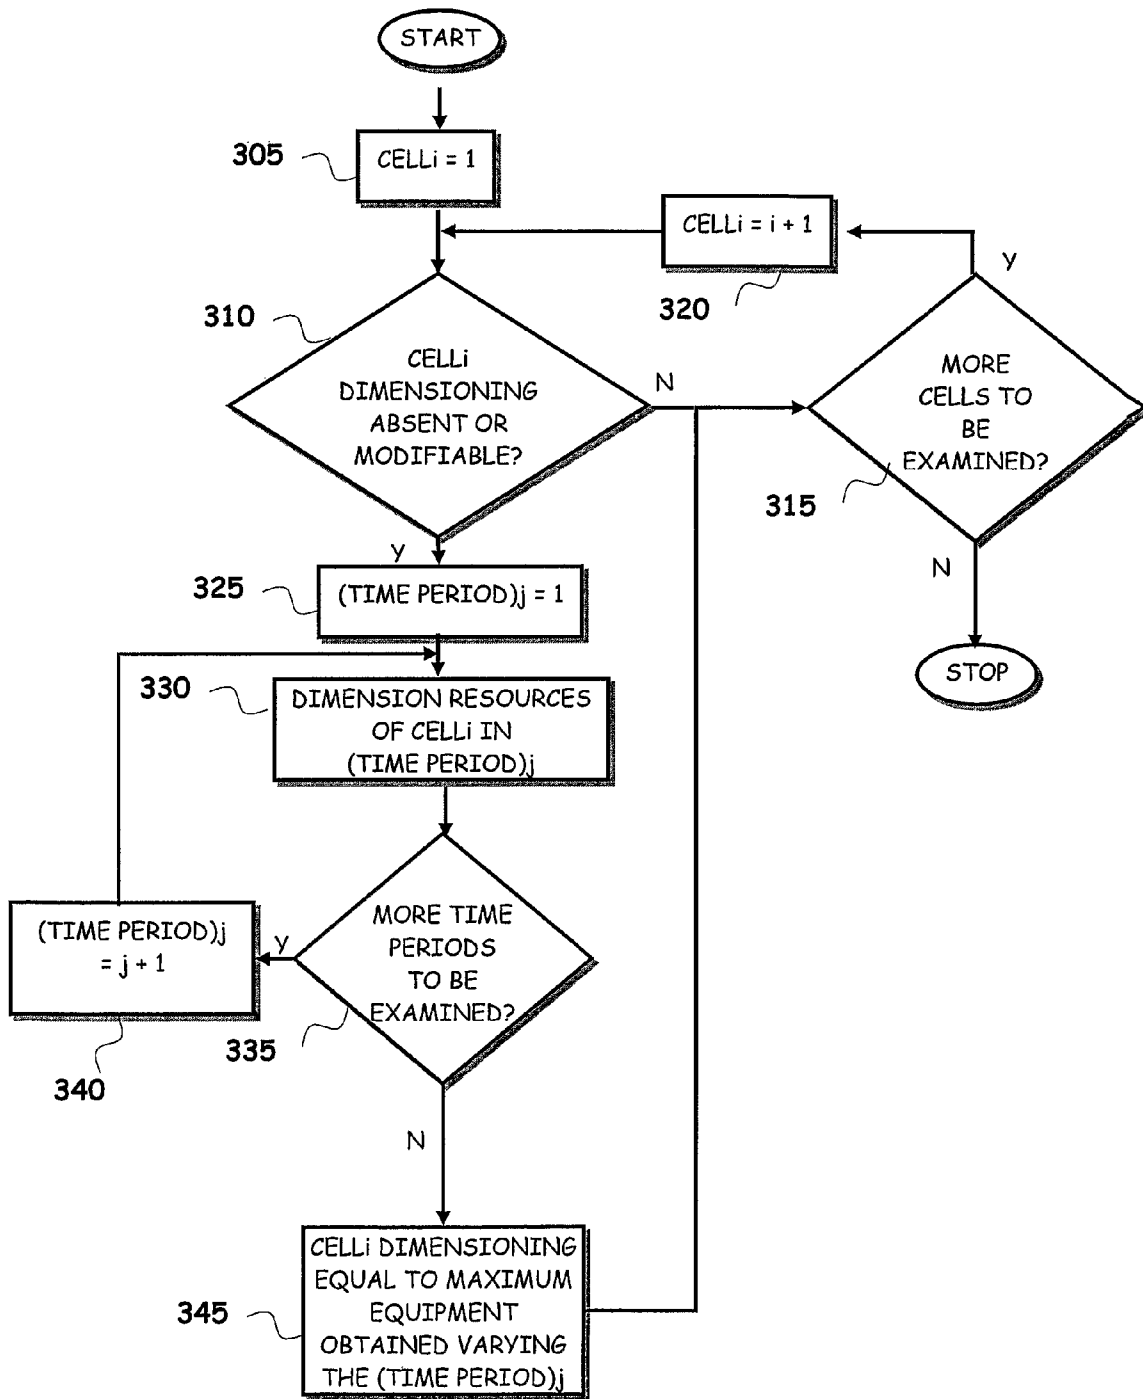 START
305
CELLi = 1
CELLi = i + 1
320
Y
310
CELLi
DIMENSIONING
ABSENT OR
MODIFIABLE?
N
MORE
CELLS TO
BE
EXAMINED?
315
Y
N
325
(TIME PERIOD)j = 1
STOP
330
DIMENSION RESOURCES
OF CELLi IN
(TIME PERIOD)j
(TIME PERIOD)j
= j + 1
340
Y
MORE TIME
PERIODS
TO BE
EXAMINED?
335
N
345
CELLi DIMENSIONING
EQUAL TO MAXIMUM
EQUIPMENT
OBTAINED VARYING
THE (TIME PERIOD)j